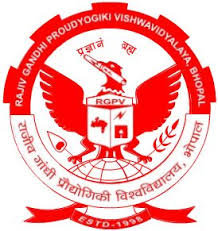 RAJIV GANDHI PROUDYOGIKI VISHWAVIDYALAYA, BHOPAL
प्रज्ञानं ब्रह्म
RGPV
राजीव गांधी प्रौद्योगिकी विश्वविद्यालय, भोपाल
ESTD-1998